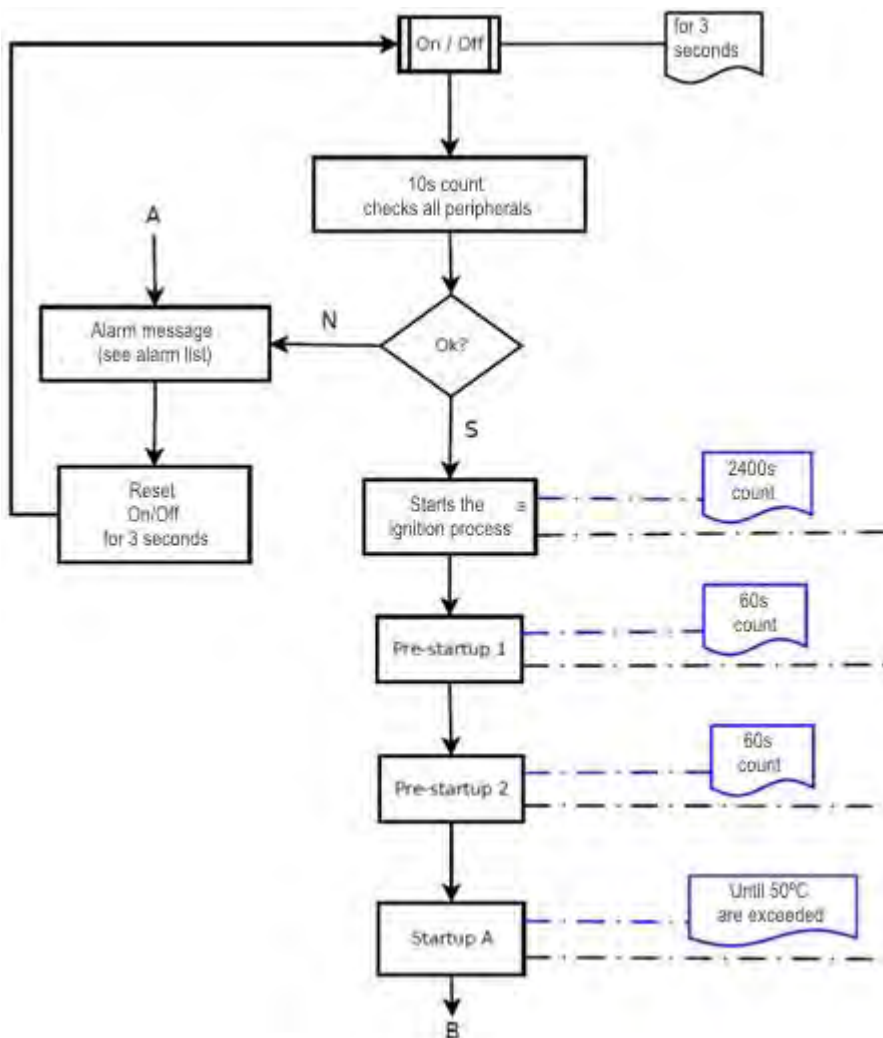 On / Off
for 3
seconds
10s count
checks all peripherals
A
Alarm message
(see alarm list)
N
Ok?
S
Reset
On/Off
for 3 seconds
Starts the
ignition process
2400s
count
Pre-startup 1
60s
count
Pre-startup 2
60s
count
Startup A
Until 50ºC
are exceeded
B